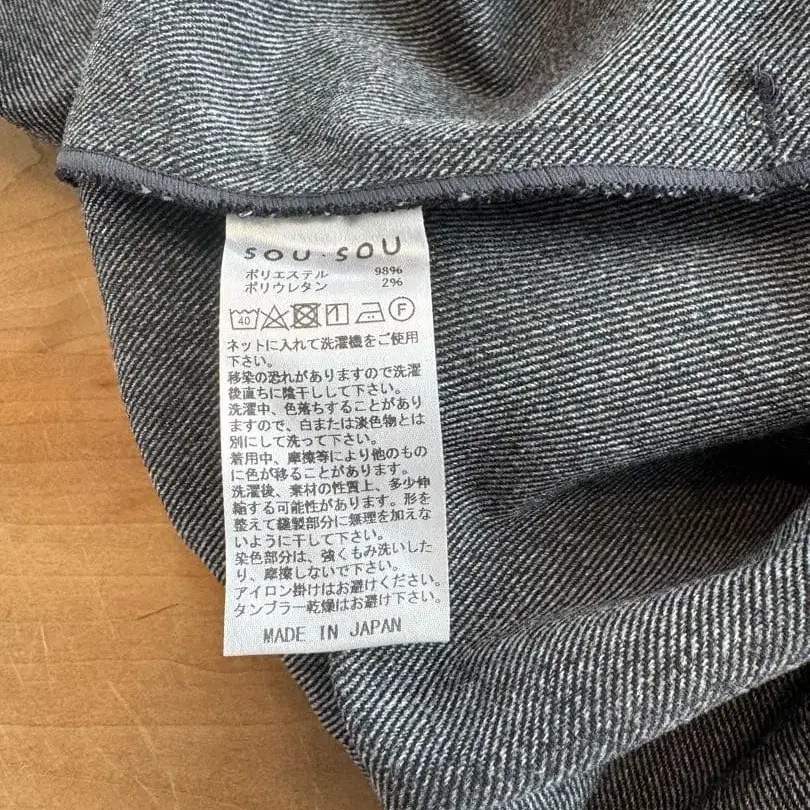 SOU・SOU
ポリエステル 98%
ポリウレタン 2%
40 F
ネットに入れて洗濯機をご使用
下さい。
移染の恐れがありますので洗濯
後直ちに陰干しして下さい。
洗濯中、色落ちすることがあり
ますので、白または淡色物とは
別にして洗って下さい。
着用中、摩擦等により他のもの
に色が移ることがあります。
洗濯後、素材の性質上、多少伸
縮する可能性があります。形を
整えて縫製部分に無理を加えな
いように干して下さい。
染色部分は、強くもみ洗いした
り、摩擦しないで下さい。
アイロン掛けはお避けください。
タンブラー乾燥はお避け下さい。
MADE IN JAPAN